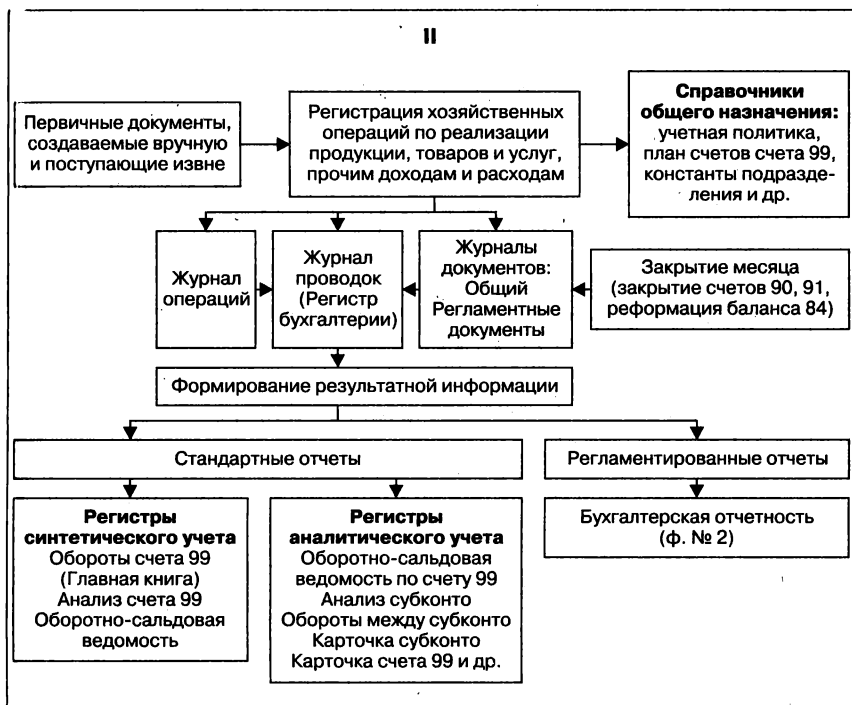 II
Первичные документы,
создаваемые вручную
и поступающие извне
Регистрация хозяйственных
операций по реализации
продукции, товаров и услуг,
прочим доходам и расходам
Справочники
общего назначения:
учетная политика,
план счетов счета 99,
константы подразде-
ления и др.
Журнал
операций
Журнал
проводок
(Регистр
бухгалтерии)
Журналы
документов:
Общий
Регламентные
документы
Закрытие месяца
(закрытие счетов 90, 91,
реформация баланса 84)
Формирование результатной информации
Стандартные отчеты
Регламентированные отчеты
Регистры
синтетического учета
Обороты счета 99
(Главная книга)
Анализ счета 99
Оборотно-сальдовая
ведомость
Регистры
аналитического учета
Оборотно-сальдовая
ведомость по счету 99
Анализ субконто
Обороты между субконто
Карточка субконто
Карточка счета 99 и др.
Бухгалтерская отчетность
(ф. № 2)